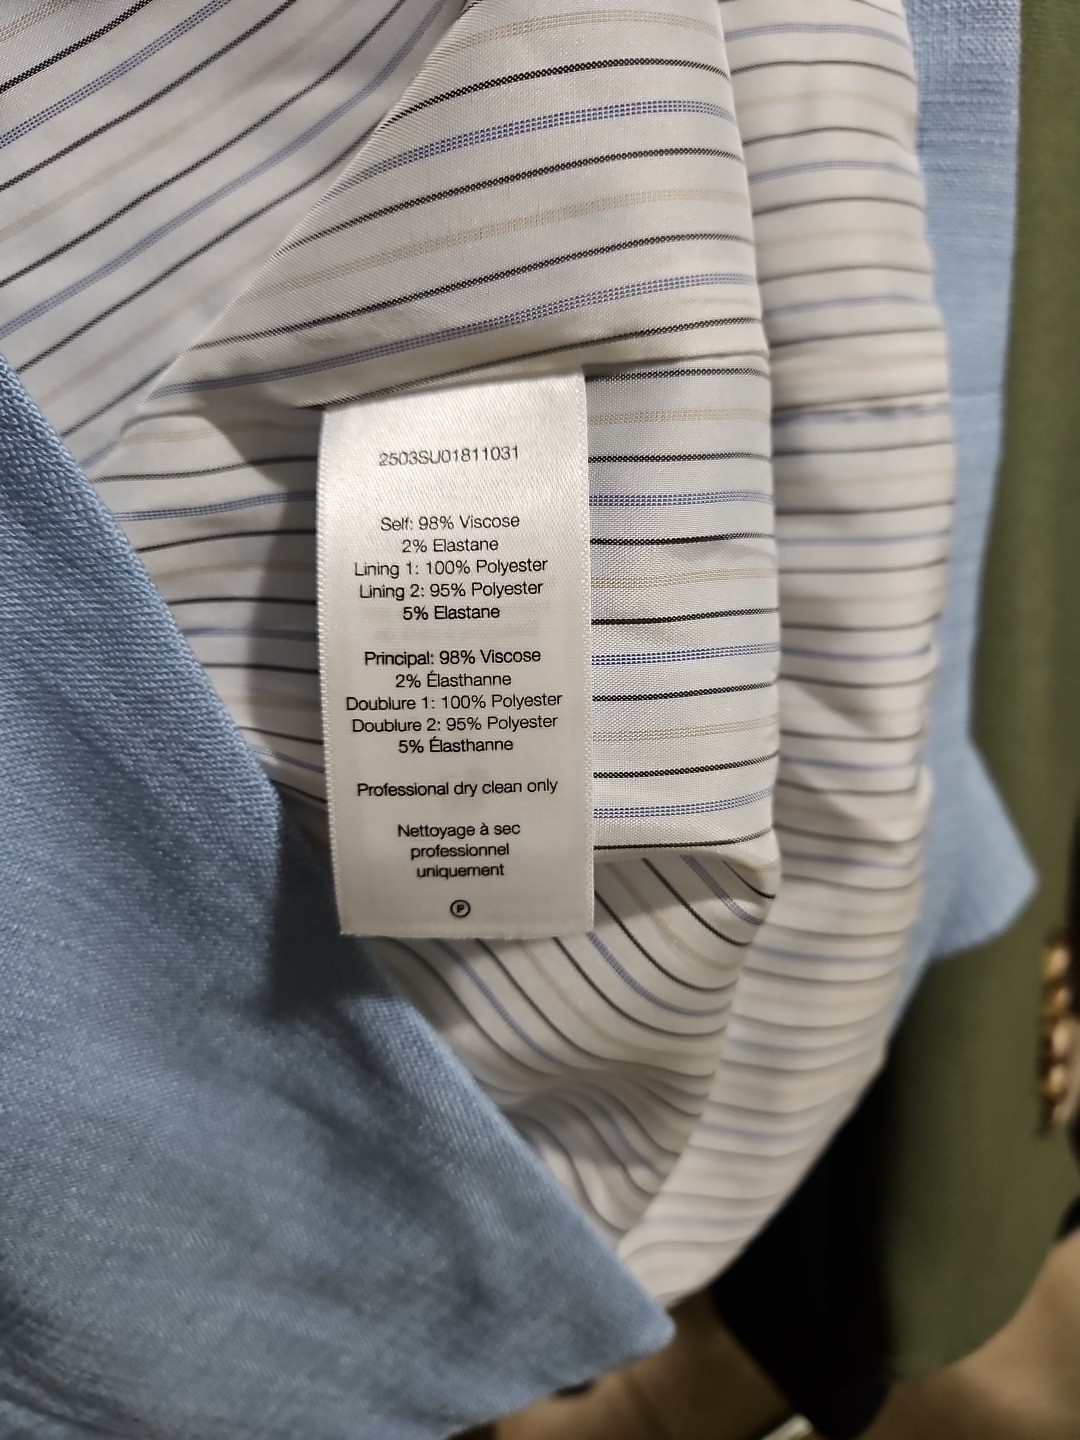 2503SU01811031
Self: 98% Viscose
2% Elastane
Lining 1: 100% Polyester
Lining 2: 95% Polyester
5% Elastane
Principal: 98% Viscose
2% Élasthanne
Doublure 1: 100% Polyester
Doublure 2: 95% Polyester
5% Élasthanne
Professional dry clean only
Nettoyage à sec
professionnel
uniquement
P